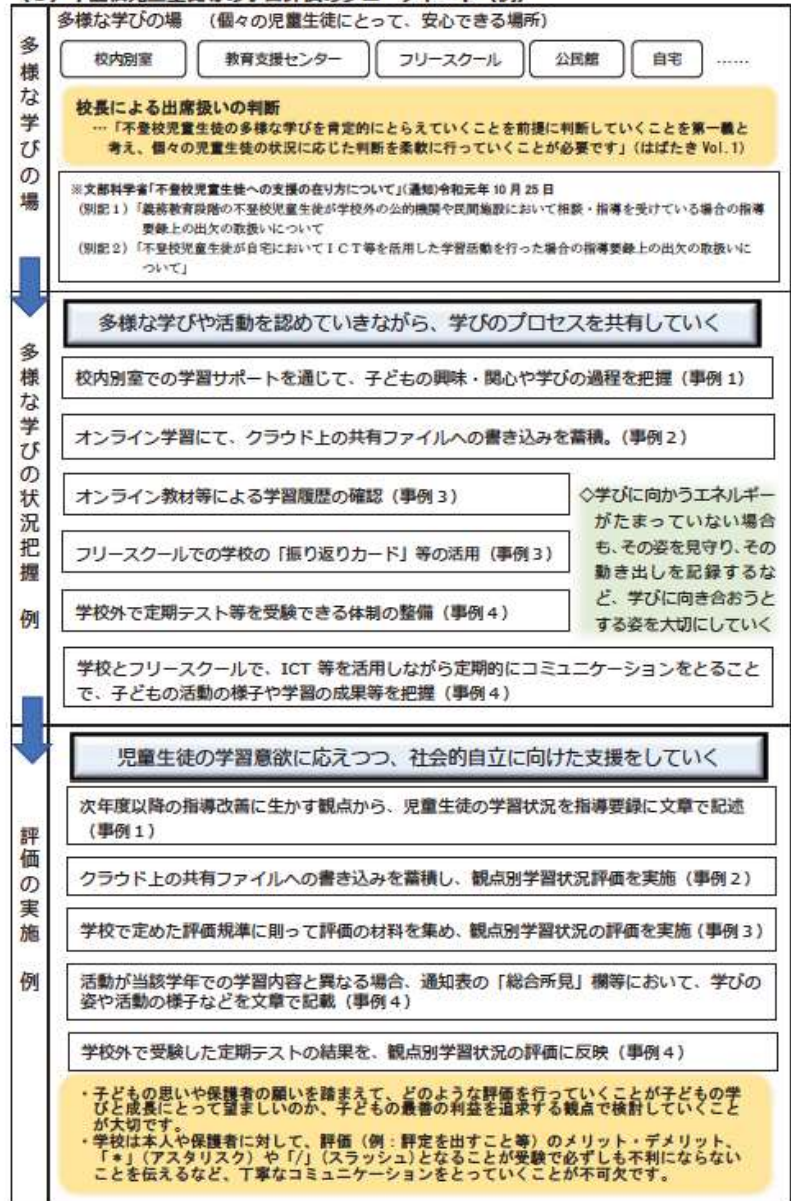 多様な学びの場 (個々の児童生徒にとって、安心できる場所)
多様な学びの場
校内別室
教育支援センター
フリースクール
公民館
自宅
……
校長による出席扱いの判断
…「不登校児童生徒の多様な学びを肯定的にとらえていくことを前提に判断していくことを第一義と
考え、個々の児童生徒の状況に応じた判断を柔軟に行っていくことが必要です」(はばたき Vol.1)
※文部科学省「不登校児童生徒への支援の在り方について」(通知)令和元年 10 月 25 日
(別記1)「義務教育段階の不登校児童生徒が学校外の公的機関や民間施設において相談・指導を受けている場合の指導
要録上の出欠の取扱いについて
(別記2)「不登校児童生徒が自宅においてICT等を活用した学習活動を行った場合の指導要録上の出欠の取扱いに
ついて」
多様な学びの状況把握 例
多様な学びや活動を認めていきながら、学びのプロセスを共有していく
校内別室での学習サポートを通じて、子どもの興味・関心や学びの過程を把握(事例1)
オンライン学習にて、クラウド上の共有ファイルへの書き込みを蓄積。(事例2)
オンライン教材等による学習履歴の確認(事例3)
フリースクールでの学校の「振り返りカード」等の活用(事例3)
学校外で定期テスト等を受験できる体制の整備(事例4)
◇学びに向かうエネルギー
がたまっていない場合
も、その姿を見守り、その
動き出しを記録するな
ど、学びに向き合おうと
する姿を大切にしていく
学校とフリースクールで、ICT 等を活用しながら定期的にコミュニケーションをとること
で、子どもの活動の様子や学習の成果等を把握(事例4)
評価の実施 例
児童生徒の学習意欲に応えつつ、社会的自立に向けた支援をしていく
次年度以降の指導改善に生かす観点から、児童生徒の学習状況を指導要録に文章で記述
(事例1)
クラウド上の共有ファイルへの書き込みを蓄積し、観点別学習状況評価を実施(事例2)
学校で定めた評価規準に則って評価の材料を集め、観点別学習状況の評価を実施(事例3)
活動が当該学年での学習内容と異なる場合、通知表の「総合所見」欄等において、学びの
姿や活動の様子などを文章で記載(事例4)
学校外で受験した定期テストの結果を、観点別学習状況の評価に反映(事例4)
・子どもの思いや保護者の願いを踏まえて、どのような評価を行っていくことが子どもの学
びと成長にとって望ましいのか、子どもの最善の利益を追求する観点で検討していくこと
が大切です。
・学校は本人や保護者に対して、評価(例:評定を出すこと等)のメリット・デメリット、
「*」(アスタリスク)や「/」(スラッシュ)となることが受験で必ずしも不利にならない
ことを伝えるなど、丁寧なコミュニケーションをとっていくことが不可欠です。